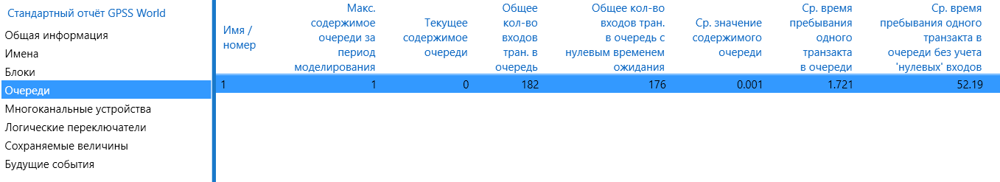 Стандартный отчёт GPSS World
Общая информация
Имена
Блоки
Очереди
Многоканальные устройства
Логические переключатели
Сохраняемые величины
Будущие события
Имя /
номер
Макс.
содержимое
очереди за
период
моделирования
Текущее
содержимое
очереди
Общее
кол-во
входов
тран. в
очередь
Общее кол-во
входов тран.
в очередь с
нулевым временем
ожидания
Ср. значение
содержимого
очереди
Ср. время
пребывания
одного
транзакта
в очереди
Ср. время
пребывания одного
транзакта в
очереди без учета
'нулевых' входов
1 1 0 182 176 0.001 1.721 52.19